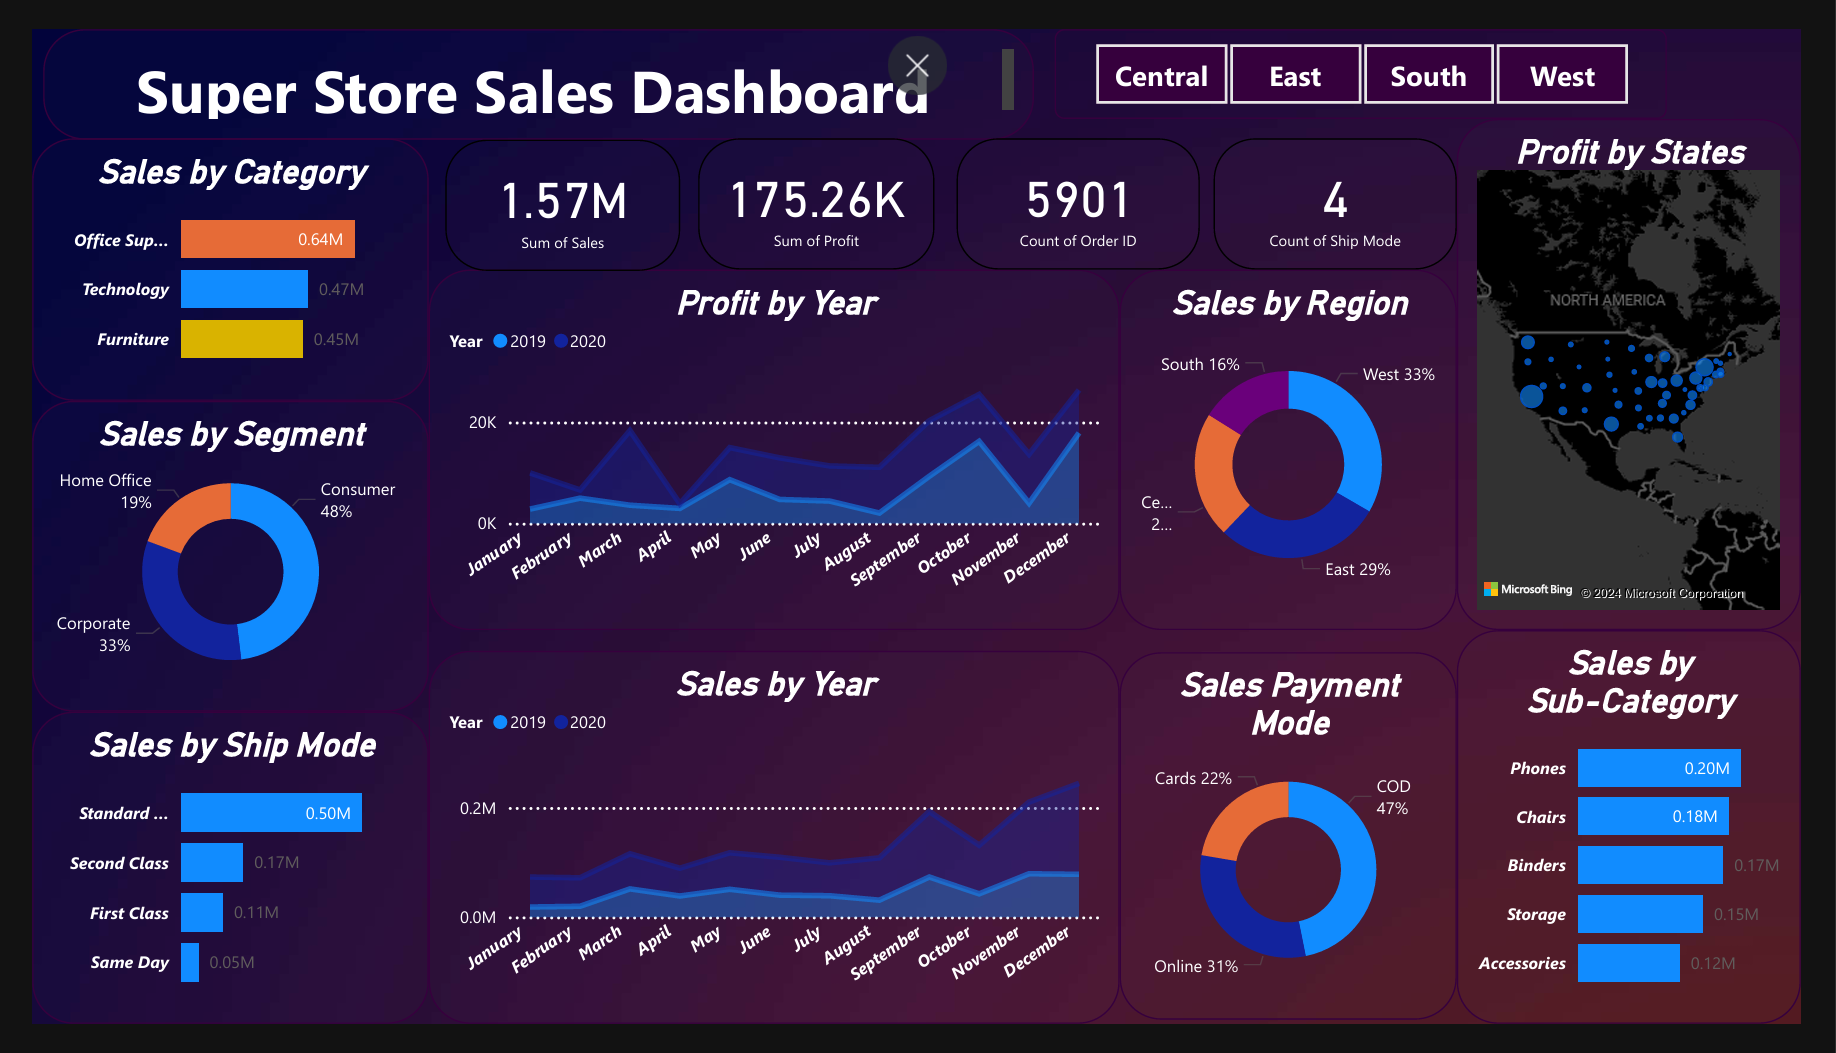 Super Store Sales Dashboard
Central
East
South
West
Sales by Category
Office Sup...
0.64M
Technology
0.47M
Furniture
0.45M
1.57M
Sum of Sales
175.26K
Sum of Profit
5901
Count of Order ID
4
Count of Ship Mode
Profit by States
NORTH AMERICA
Microsoft Bing
© 2024 Microsoft Corporation
Sales by Segment
Home Office
19%
Consumer
48%
Corporate
33%
Profit by Year
Year 2019 2020
20K
0K
January
February
March
April
May
June
July
August
September
October
November
December
Sales by Region
South 16%
West 33%
Ce...
2...
East 29%
Sales by Ship Mode
Standard ...
0.50M
Second Class
0.17M
First Class
0.11M
Same Day
0.05M
Sales by Year
Year 2019 2020
0.2M
0.0M
January
February
March
April
May
June
July
August
September
October
November
December
Sales Payment
Mode
Cards 22%
COD
47%
Online 31%
Sales by
Sub-Category
Phones
0.20M
Chairs
0.18M
Binders
0.17M
Storage
0.15M
Accessories
0.12M